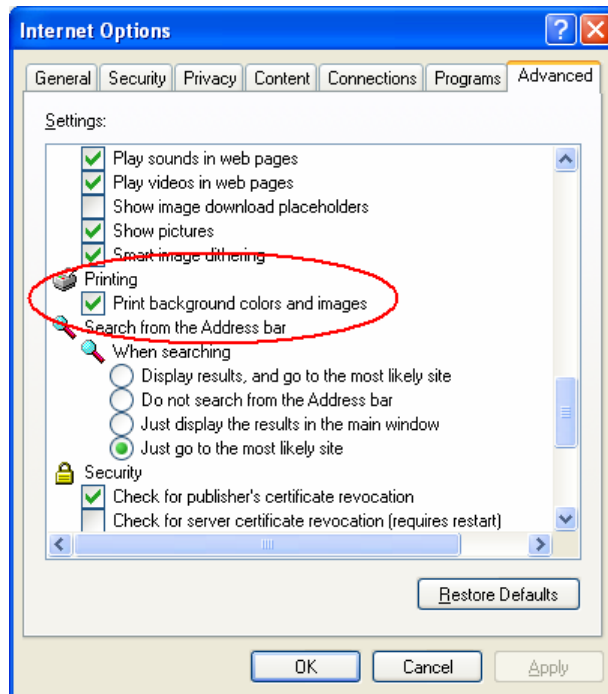 Internet Options
General Security Privacy Content Connections Programs Advanced
Settings:
Play sounds in web pages
Play videos in web pages
Show image download placeholders
Show pictures
Smart image dithering
Printing
Print background colors and images
Search from the Address bar
When searching
Display results, and go to the most likely site
Do not search from the Address bar
Just display the results in the main window
Just go to the most likely site
Security
Check for publisher's certificate revocation
Check for server certificate revocation (requires restart)
Restore Defaults
OK Cancel Apply